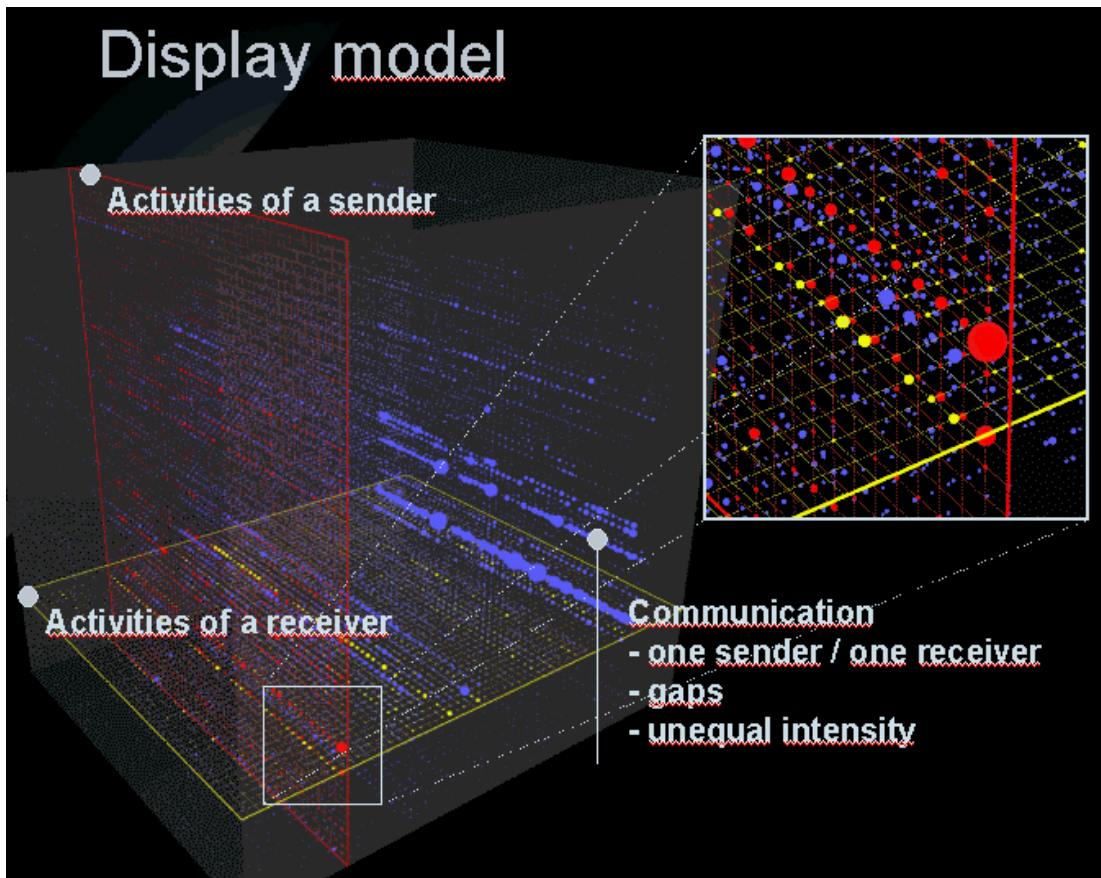 Display model
Activities of a sender
Activities of a receiver
Communication
- one sender / one receiver
- gaps
- unequal intensity